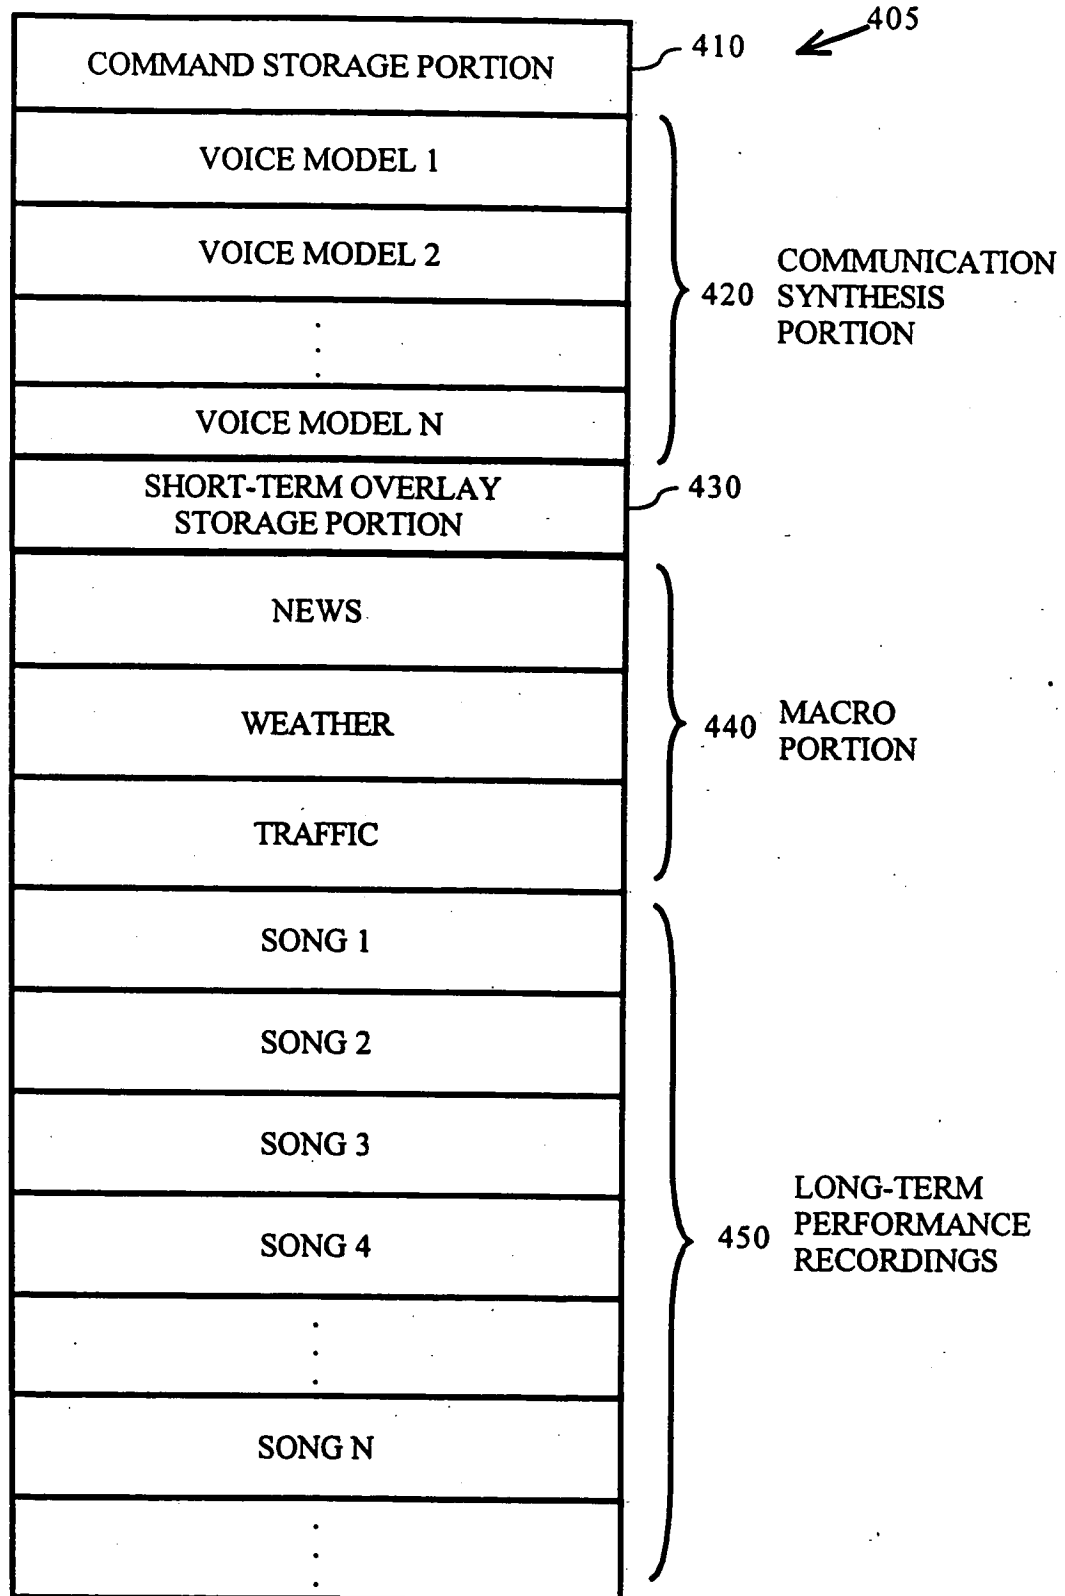 405
COMMAND STORAGE PORTION
410
VOICE MODEL 1
VOICE MODEL 2
.
.
.
VOICE MODEL N
420
COMMUNICATION
SYNTHESIS
PORTION
SHORT-TERM OVERLAY
STORAGE PORTION
430
NEWS
WEATHER
TRAFFIC
440
MACRO
PORTION
SONG 1
SONG 2
SONG 3
SONG 4
.
.
.
SONG N
.
.
.
450
LONG-TERM
PERFORMANCE
RECORDINGS